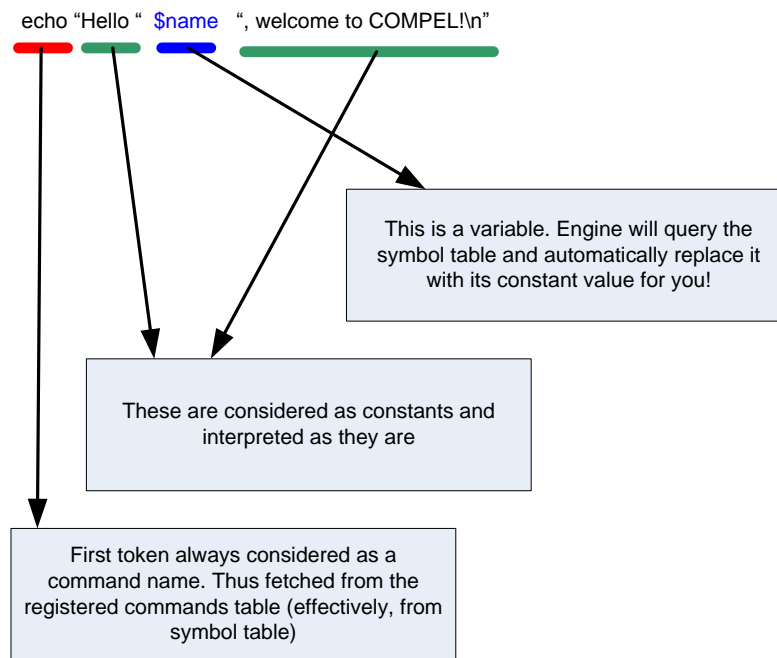 echo “Hello “ $name “, welcome to COMPEL!\n”
This is a variable. Engine will query the
symbol table and automatically replace it
with its constant value for you!
These are considered as constants and
interpreted as they are
First token always considered as a
command name. Thus fetched from the
registered commands table (effectively, from
symbol table)